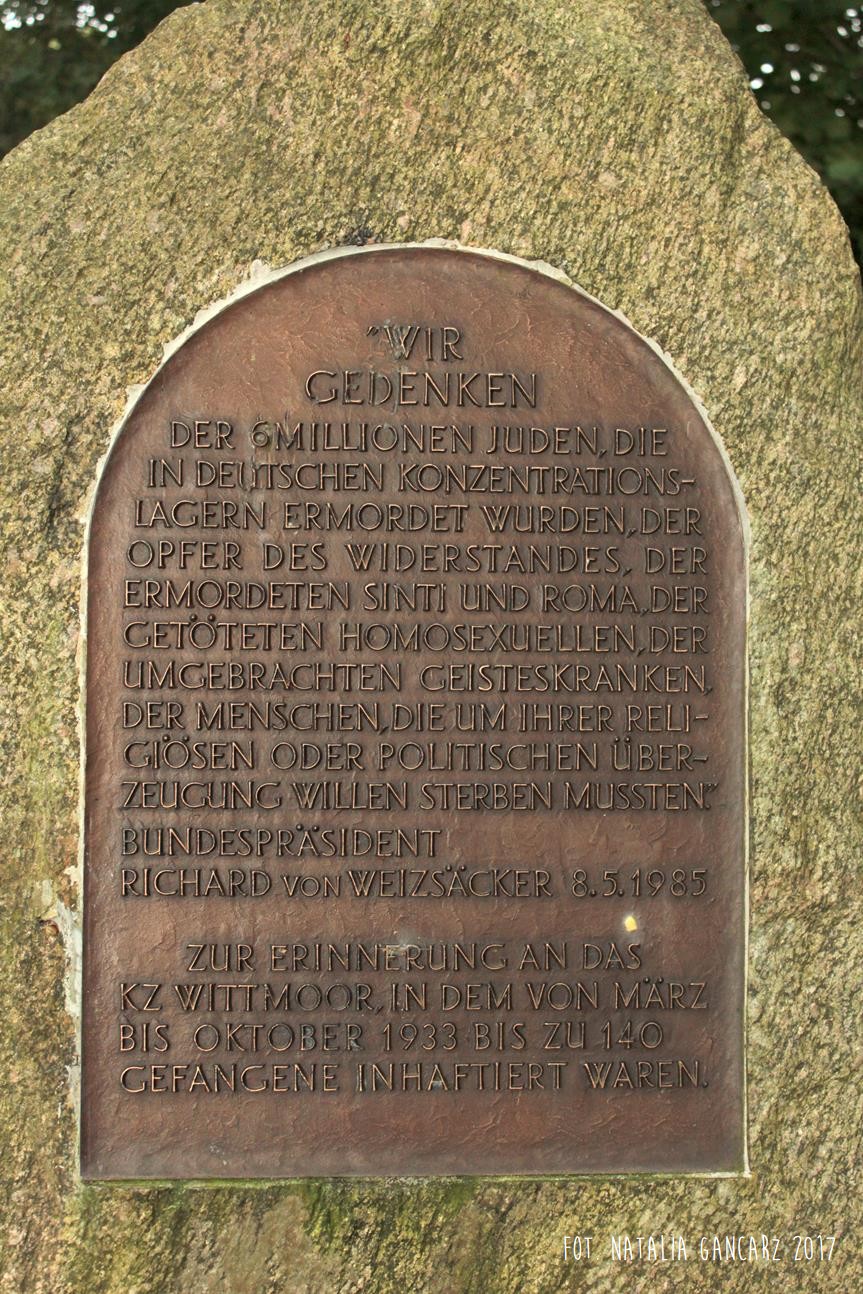 "WIR
GEDENKEN
DER 6 MILLIONEN JUDEN, DIE
IN DEUTSCHEN KONZENTRATIONS-
LAGERN ERMORDET WURDEN, DER
OPFER DES WIDERSTANDES, DER
ERMORDETEN SINTI UND ROMA, DER
GETÖTETEN HOMOSEXUELLEN, DER
UMGEBRACHTEN GEISTESKRANKEN,
DER MENSCHEN, DIE UM IHRER RELI-
GIÖSEN ODER POLITISCHEN ÜBER-
ZEUGUNG WILLEN STERBEN MUSSTEN."
BUNDESPRÄSIDENT
RICHARD VON WEIZSÄCKER 8.5.1985
ZUR ERINNERUNG AN DAS
KZ WITTMOOR, IN DEM VON MÄRZ
BIS OKTOBER 1933 BIS ZU 140
GEFANGENE INHAFTIERT WAREN.
FOT NATALIA GANCARZ 2017